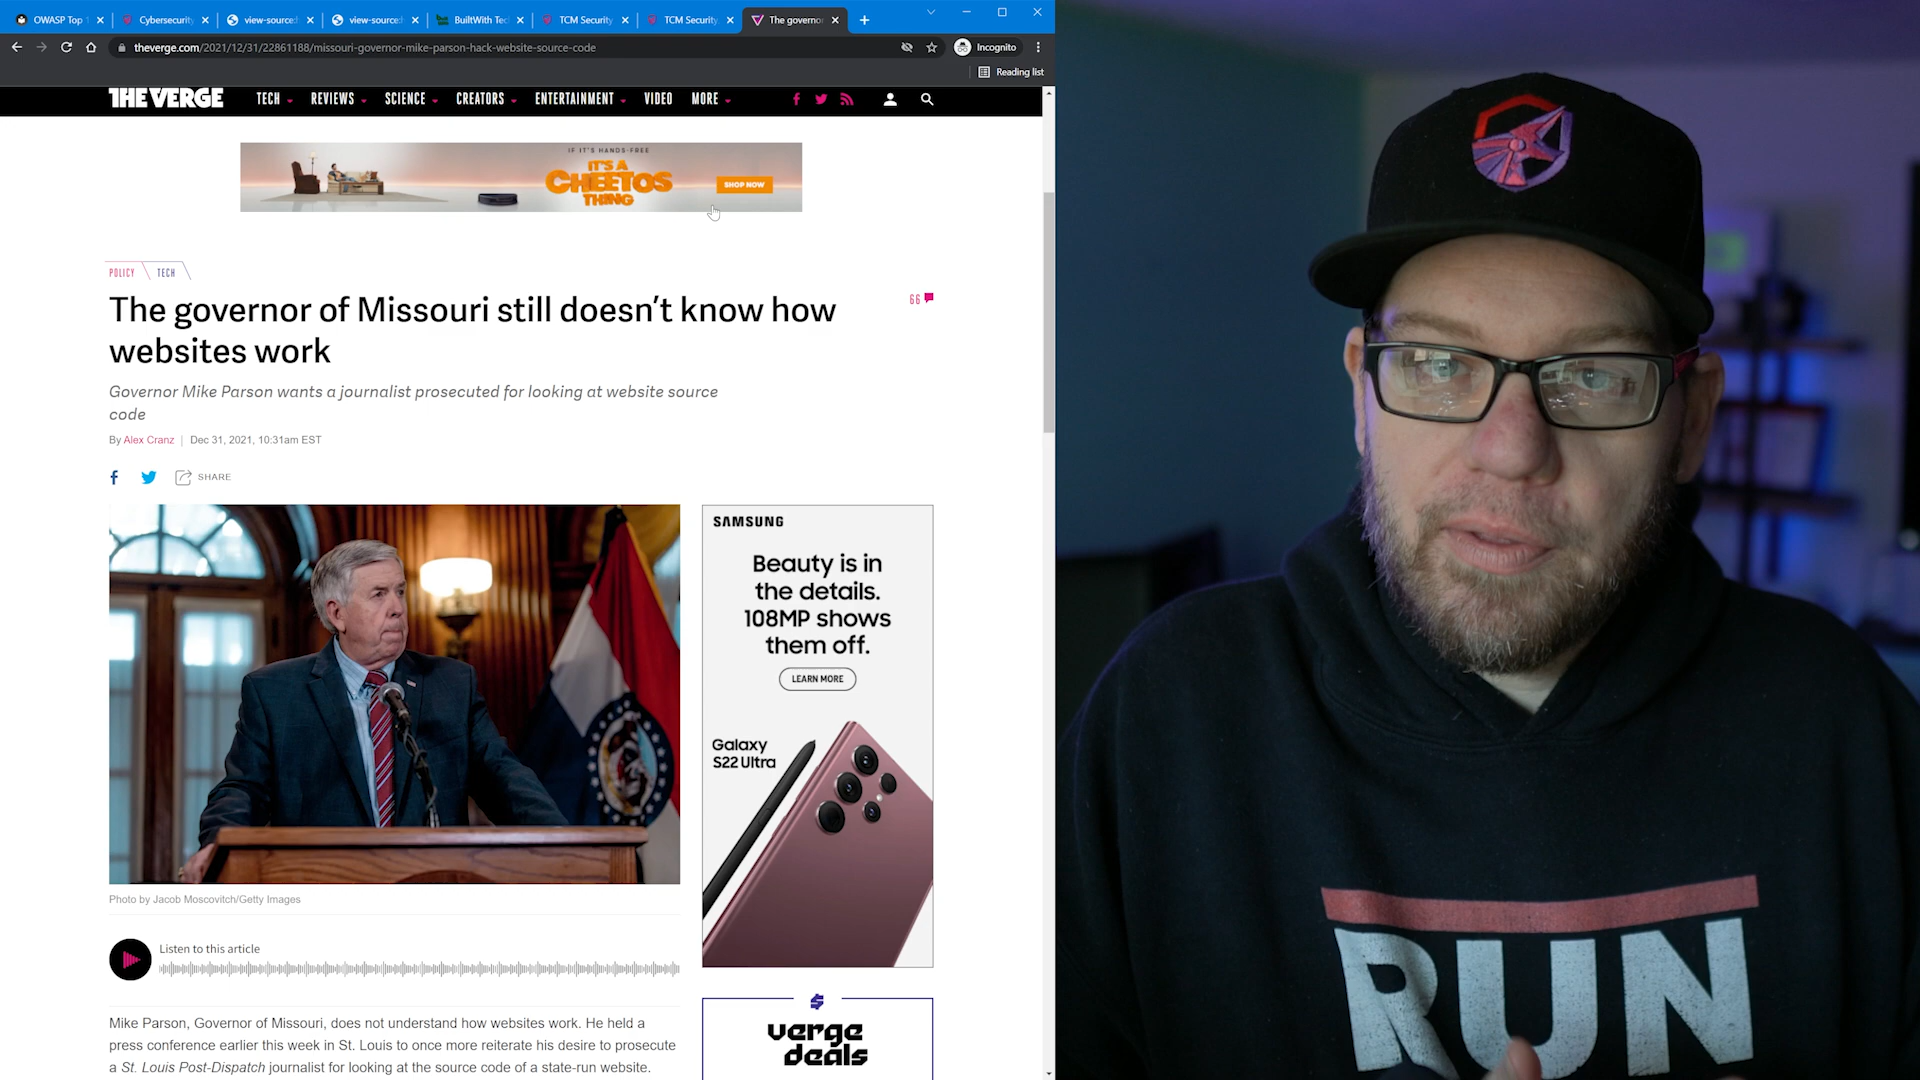 OWASP Top 1
Cybersecurity
view-source:
view-source:
BuiltWith Tec
TCM Security
TCM Security
The governor
theverge.com/2021/12/31/22861188/missouri-governor-mike-parson-hack-website-source-code
Incognito
Reading list
THE VERGE
TECH REVIEWS SCIENCE CREATORS ENTERTAINMENT VIDEO MORE
IF IT'S HANDS-FREE
IT'S A
CHEETOS
THING
SHOP NOW
POLICY TECH
The governor of Missouri still doesn't know how
websites work
66
Governor Mike Parson wants a journalist prosecuted for looking at website source
code
By Alex Cranz | Dec 31, 2021, 10:31am EST
SHARE
SAMSUNG
Beauty is in
the details.
108MP shows
them off.
LEARN MORE
Galaxy
S22 Ultra
Photo by Jacob Moscovitch/Getty Images
Listen to this article
Mike Parson, Governor of Missouri, does not understand how websites work. He held a
press conference earlier this week in St. Louis to once more reiterate his desire to prosecute
a St. Louis Post-Dispatch journalist for looking at the source code of a state-run website.
verge
deals
RUN